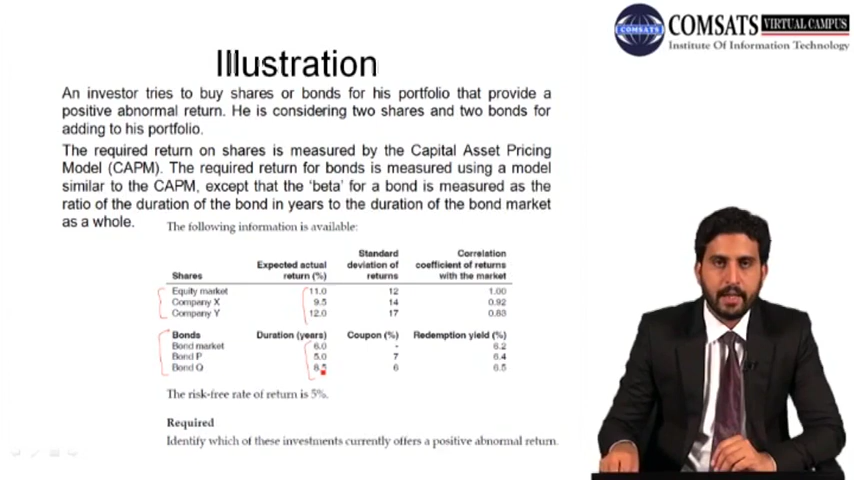 COMSATS
COMSATS VIRTUAL CAMPUS
Institute Of Information Technology
Illustration
An investor tries to buy shares or bonds for his portfolio that provide a
positive abnormal return. He is considering two shares and two bonds for
adding to his portfolio.
The required return on shares is measured by the Capital Asset Pricing
Model (CAPM). The required return for bonds is measured using a model
similar to the CAPM, except that the 'beta' for a bond is measured as the
ratio of the duration of the bond in years to the duration of the bond market
as a whole.
The following information is available:
Shares Expected actual return (%) Standard deviation of returns Correlation coefficient of returns with the market
Equity market 11.0 12 1.00
Company X 9.5 14 0.92
Company Y 12.0 17 0.83
Bonds Duration (years) Coupon (%) Redemption yield (%)
Bond market 6.0 - 6.2
Bond P 5.0 7 6.4
Bond Q 6 6.5
The risk-free rate of return is 5%.
Required
Identify which of these investments currently offers a positive abnormal return.